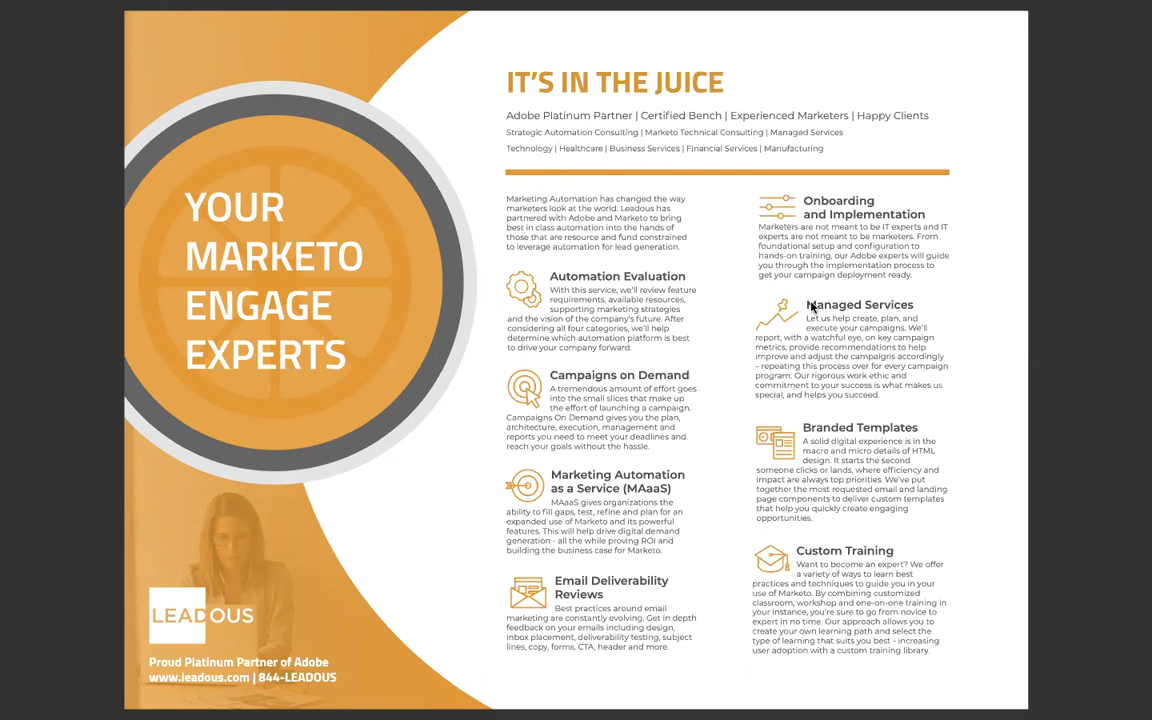 YOUR
MARKETO
ENGAGE
EXPERTS
LEADOUS
Proud Platinum Partner of Adobe
www.leadous.com | 844-LEADOUS
IT'S IN THE JUICE
Adobe Platinum Partner | Certified Bench | Experienced Marketers | Happy Clients
Strategic Automation Consulting | Marketo Technical Consulting | Managed Services
Technology | Healthcare | Business Services | Financial Services | Manufacturing
Marketing Automation has changed the way
marketers look at the world. Leadous has
partnered with Adobe and Marketo to bring
best in class automation into the hands of
those that are resource and fund constrained
to leverage automation for lead generation.
Automation Evaluation
With this service, we'll review feature
requirements, available resources,
supporting marketing strategies
and the vision of the company's future. After
considering all four categories, we'll help
determine which automation platform is best
to drive your company forward.
Campaigns on Demand
A tremendous amount of effort goes
into the small slices that make up
the effort of launching a campaign.
Campaigns On Demand gives you the plan,
architecture, execution, management and
reports you need to meet your deadlines and
reach your goals without the hassle.
Marketing Automation
as a Service (MAaaS)
MAaaS gives organizations the
ability to fill gaps, test, refine and plan for an
expanded use of Marketo and its powerful
features. This will help drive digital demand
generation - all the while proving ROI and
building the business case for Marketo.
Email Deliverability
Reviews
Best practices around email
marketing are constantly evolving. Get in depth
feedback on your emails including design,
inbox placement, deliverability testing, subject
lines, copy, forms, CTA, header and more.
Onboarding
and Implementation
Marketers are not meant to be IT experts and IT
experts are not meant to be marketers. From
foundational setup and configuration to
hands-on training, our Adobe experts will guide
you through the implementation process to
get your campaign deployment ready.
Managed Services
Let us help create, plan, and
execute your campaigns. We'll
report, with a watchful eye, on key campaign
metrics, provide recommendations to help
improve and adjust the campaigns accordingly
– repeating this process over for every campaign
program. Our rigorous work ethic and
commitment to your success is what makes us
special, and helps you succeed.
Branded Templates
A solid digital experience is in the
macro and micro details of HTML
design. It starts the second
someone clicks or lands, where efficiency and
impact are always top priorities. We've put
together the most requested email and landing
page components to deliver custom templates
that help you quickly create engaging
opportunities.
Custom Training
Want to become an expert? We offer
a variety of ways to learn best
practices and techniques to guide you in your
use of Marketo. By combining customized
classroom, workshop and one-on-one training in
your instance, you're sure to go from novice to
expert in no time. Our approach allows you to
create your own learning path and select the
type of learning that suits you best - increasing
user adoption with a custom training library.